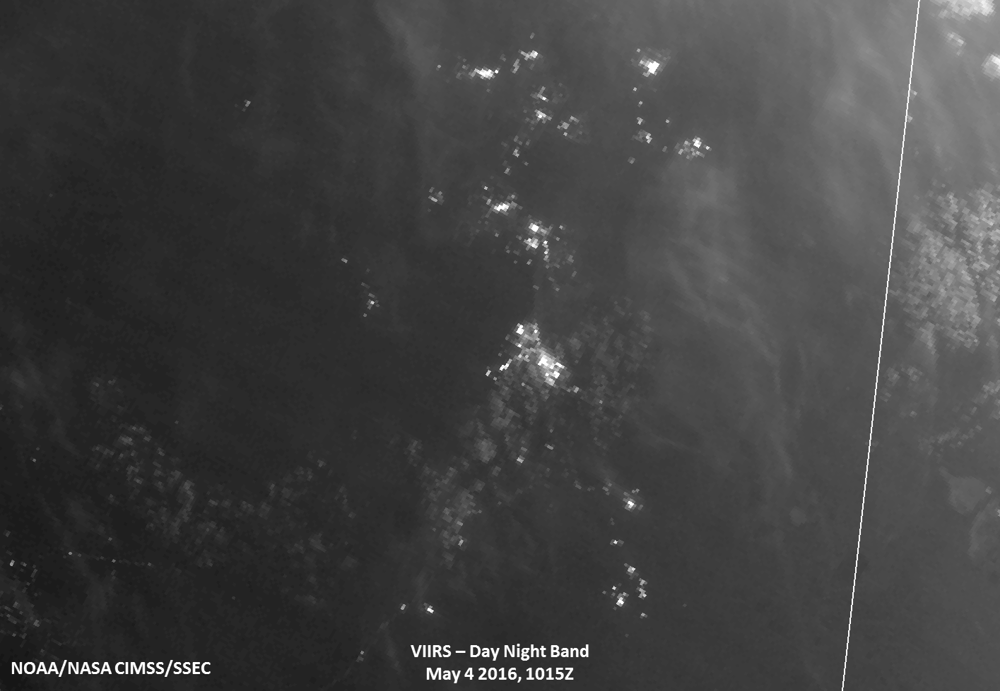 VIIRS – Day Night Band
May 4 2016, 1015Z
NOAA/NASA CIMSS/SSEC